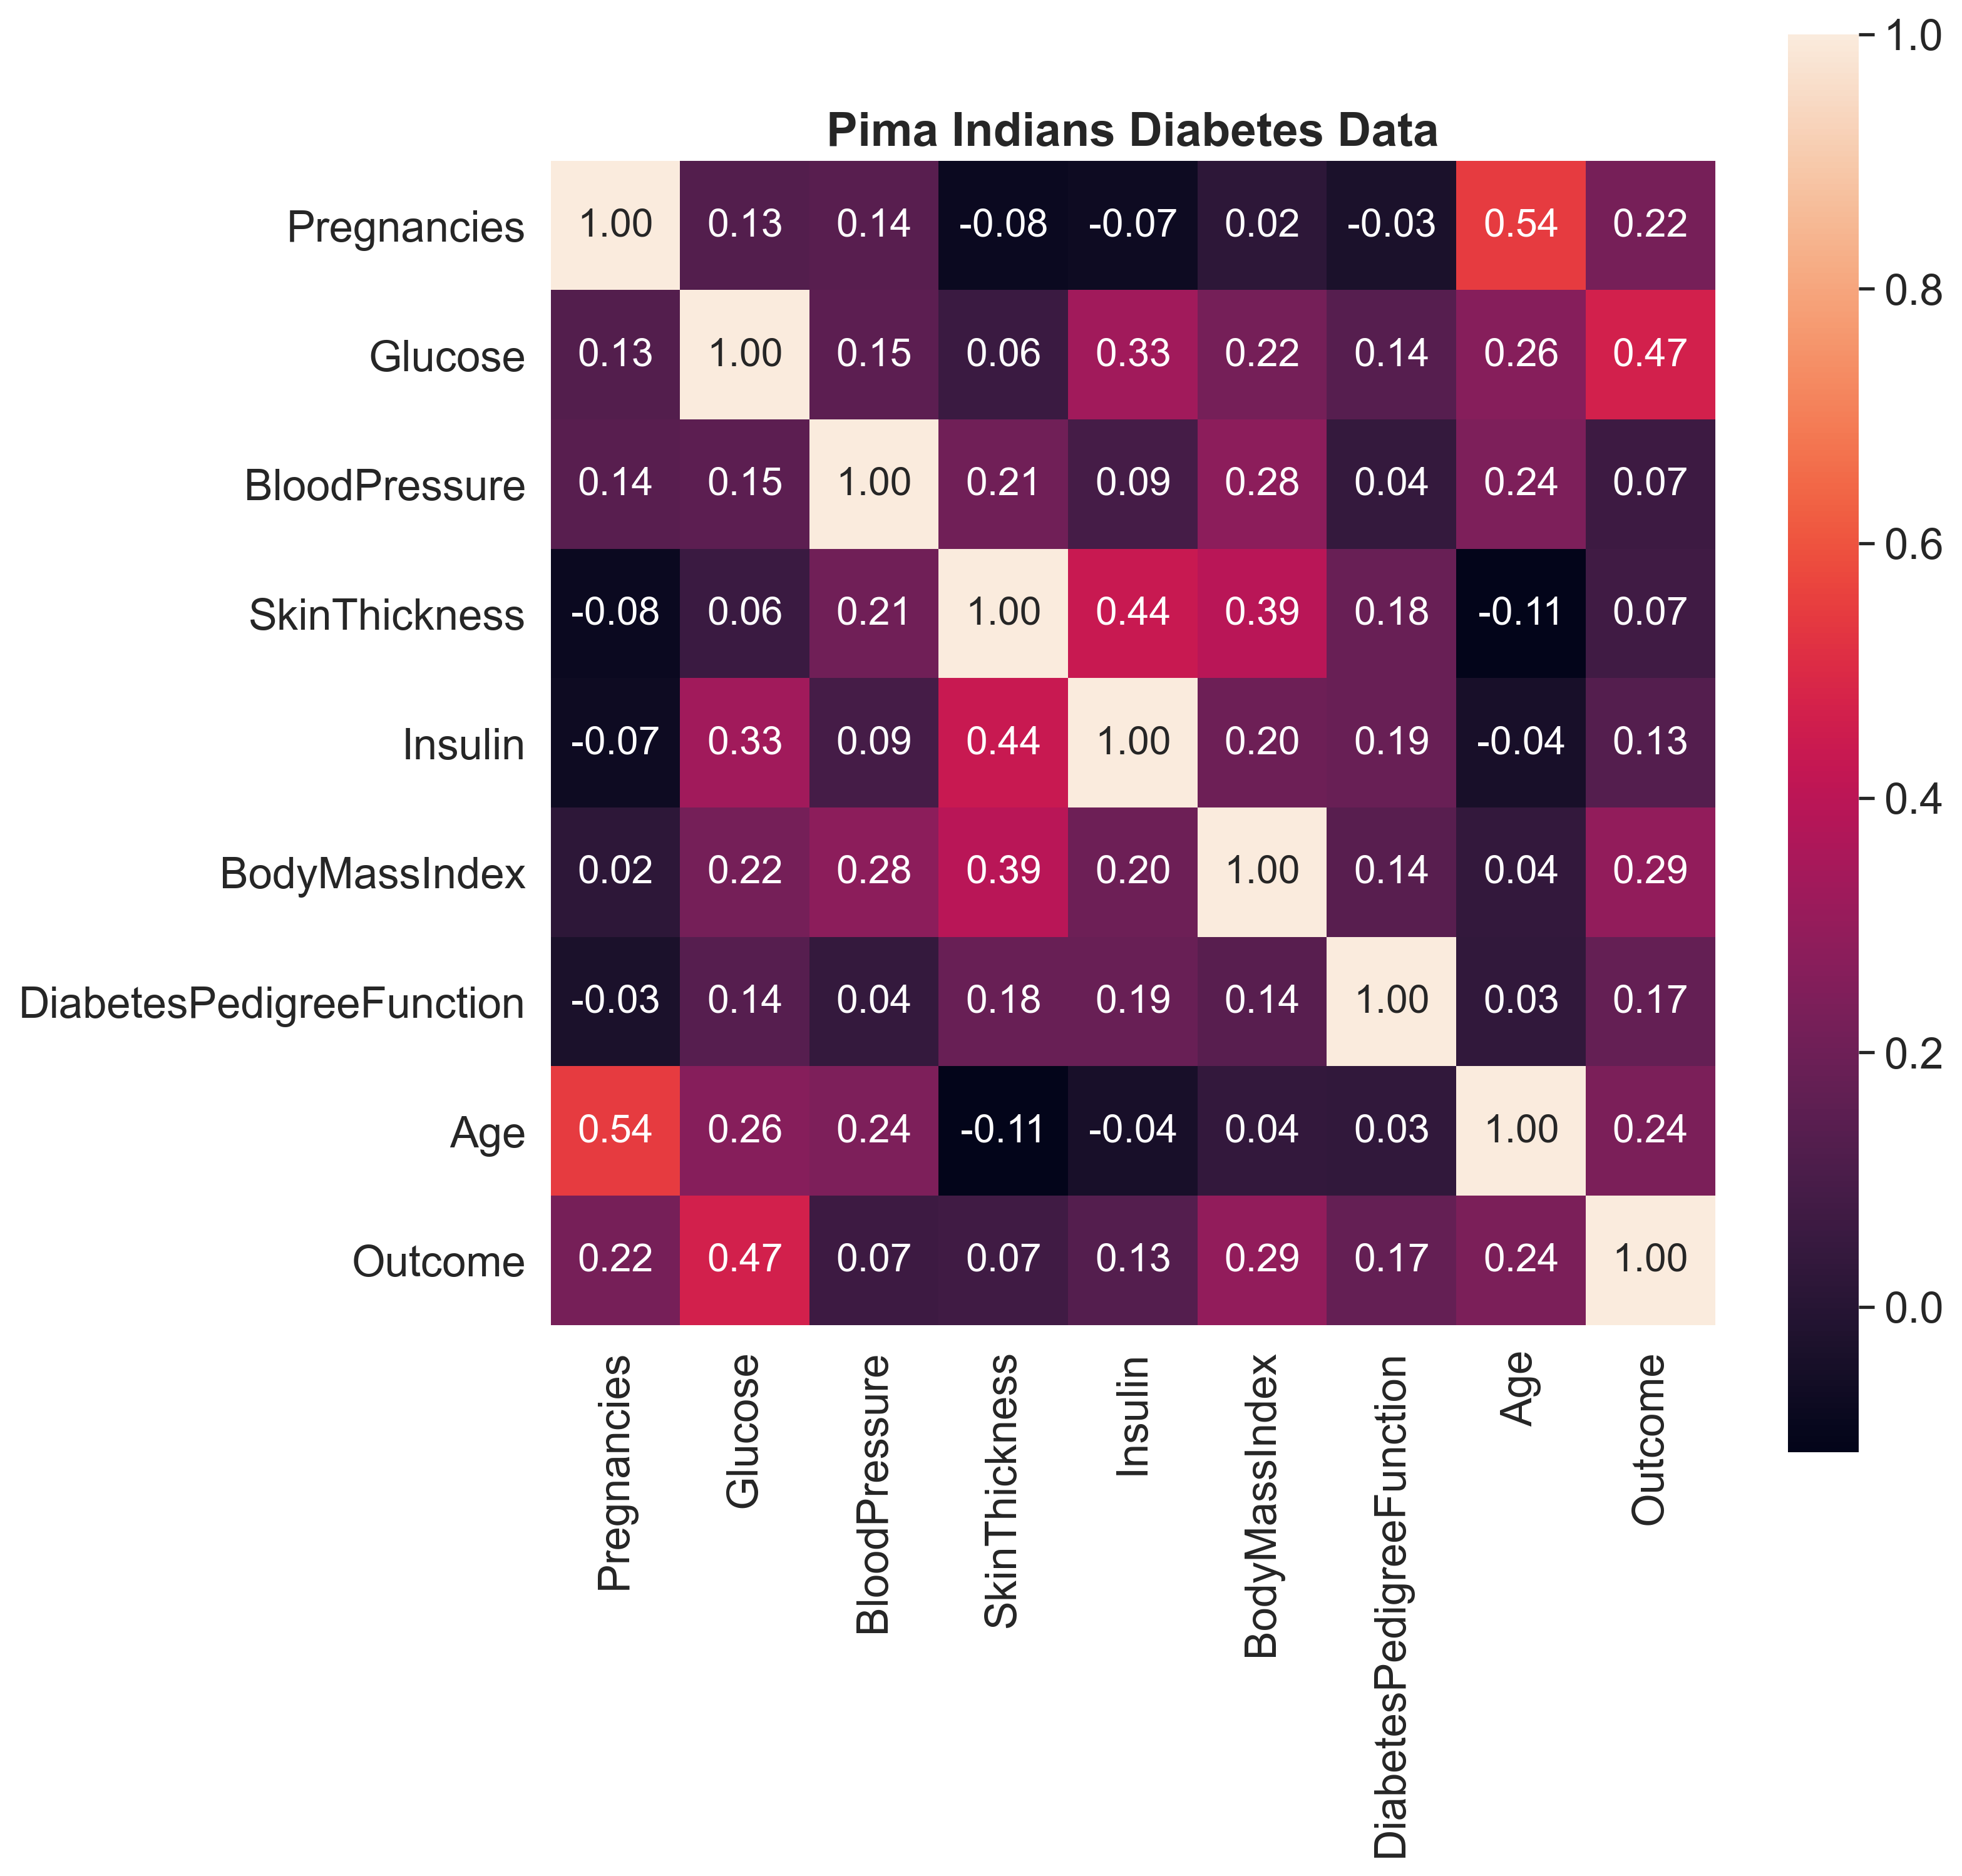 Pima Indians Diabetes Data
Pregnancies 1.00 0.13 0.14 -0.08 -0.07 0.02 -0.03 0.54 0.22
Glucose 0.13 1.00 0.15 0.06 0.33 0.22 0.14 0.26 0.47
BloodPressure 0.14 0.15 1.00 0.21 0.09 0.28 0.04 0.24 0.07
SkinThickness -0.08 0.06 0.21 1.00 0.44 0.39 0.18 -0.11 0.07
Insulin -0.07 0.33 0.09 0.44 1.00 0.20 0.19 -0.04 0.13
BodyMassIndex 0.02 0.22 0.28 0.39 0.20 1.00 0.14 0.04 0.29
DiabetesPedigreeFunction -0.03 0.14 0.04 0.18 0.19 0.14 1.00 0.03 0.17
Age 0.54 0.26 0.24 -0.11 -0.04 0.04 0.03 1.00 0.24
Outcome 0.22 0.47 0.07 0.07 0.13 0.29 0.17 0.24 1.00
Pregnancies
Glucose
BloodPressure
SkinThickness
Insulin
BodyMassIndex
DiabetesPedigreeFunction
Age
Outcome
1.0
0.8
0.6
0.4
0.2
0.0